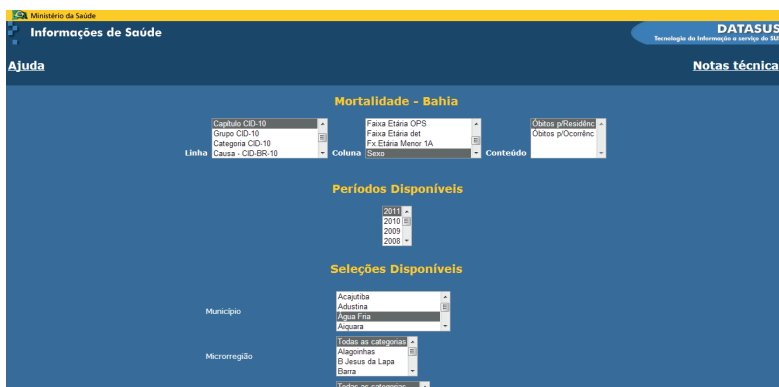 Ministério da Saúde
Informações de Saúde
DATASUS
Tecnologia da Informação a serviço do SUS
Ajuda
Notas técnica
Mortalidade - Bahia
Linha
Capítulo CID-10
Grupo CID-10
Categoria CID-10
Causa - CID-BR-10
Coluna
Faixa Etária OPS
Faixa Etária det
Fx.Etária Menor 1A
Sexo
Conteúdo
Óbitos p/Residênc
Óbitos p/Ocorrênc
Períodos Disponíveis
2011
2010
2009
2008
Seleções Disponíveis
Município
Acajutiba
Adustina
Água Fria
Aiquara
Microrregião
Todas as categorias
Alagoinhas
B Jesus da Lapa
Barra
Todas as categorias